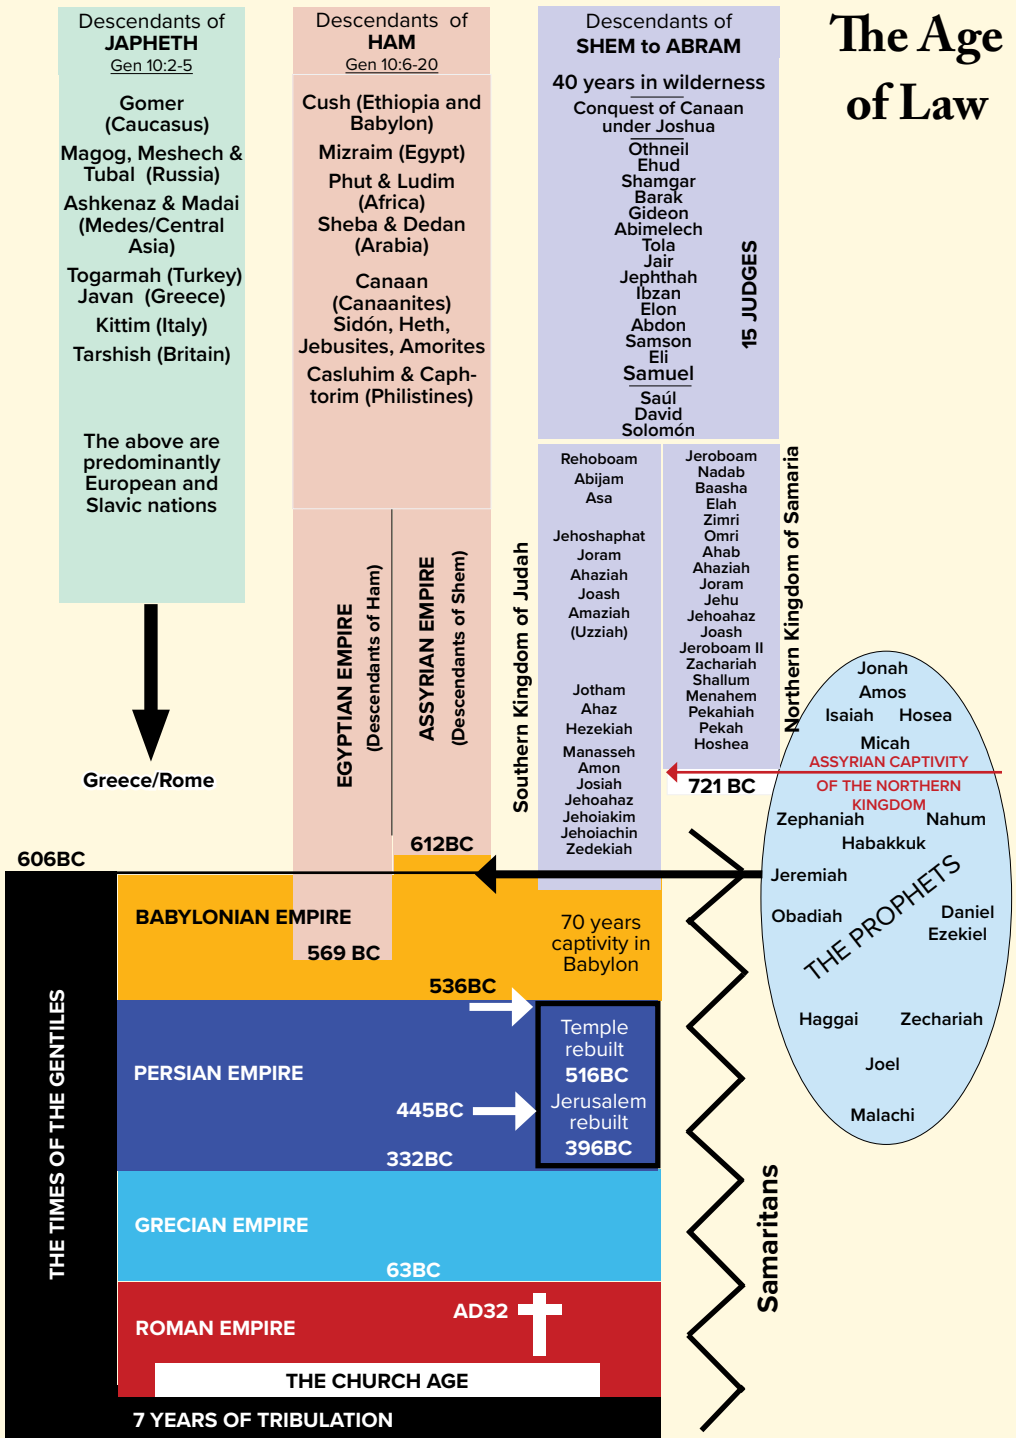 The Age
of Law
Descendants of
JAPHETH
Gen 10:2-5
Gomer
(Caucasus)
Magog, Meshech &
Tubal (Russia)
Ashkenaz & Madai
(Medes/Central
Asia)
Togarmah (Turkey)
Javan (Greece)
Kittim (Italy)
Tarshish (Britain)
The above are
predominantly
European and
Slavic nations
Greece/Rome
Descendants of
HAM
Gen 10:6-20
Cush (Ethiopia and
Babylon)
Mizraim (Egypt)
Phut & Ludim
(Africa)
Sheba & Dedan
(Arabia)
Canaan
(Canaanites)
Sidón, Heth,
Jebusites, Amorites
Casluhim & Caph-
torim (Philistines)
EGYPTIAN EMPIRE
(Descendants of Ham)
ASSYRIAN EMPIRE
(Descendants of Shem)
Descendants of
SHEM to ABRAM
40 years in wilderness
Conquest of Canaan
under Joshua
Othneil
Ehud
Shamgar
Barak
Gideon
Abimelech
Tola
Jair
Jephthah
Ibzan
Elon
Abdon
Samson
Eli
Samuel
15 JUDGES
Saúl
David
Solomón
Southern Kingdom of Judah
Rehoboam
Abijam
Asa
Jehoshaphat
Joram
Ahaziah
Joash
Amaziah
(Uzziah)
Jotham
Ahaz
Hezekiah
Manasseh
Amon
Josiah
Jehoahaz
Jehoiakim
Jehoiachin
Zedekiah
Jeroboam
Nadab
Baasha
Elah
Zimri
Omri
Ahab
Ahaziah
Joram
Jehu
Jehoahaz
Joash
Jeroboam II
Zachariah
Shallum
Menahem
Pekahiah
Pekah
Hoshea
Northern Kingdom of Samaria
721 BC
Jonah
Amos
Isaiah Hosea
Micah
ASSYRIAN CAPTIVITY
OF THE NORTHERN
KINGDOM
Zephaniah Nahum
Habakkuk
Jeremiah
THE PROPHETS
Obadiah Daniel
Ezekiel
Haggai Zechariah
Joel
Malachi
606BC
612BC
THE TIMES OF THE GENTILES
BABYLONIAN EMPIRE
569 BC
70 years
captivity in
Babylon
536BC
PERSIAN EMPIRE
Temple
rebuilt
516BC
445BC
Jerusalem
rebuilt
396BC
332BC
GRECIAN EMPIRE
63BC
ROMAN EMPIRE
AD32
THE CHURCH AGE
7 YEARS OF TRIBULATION
Samaritans